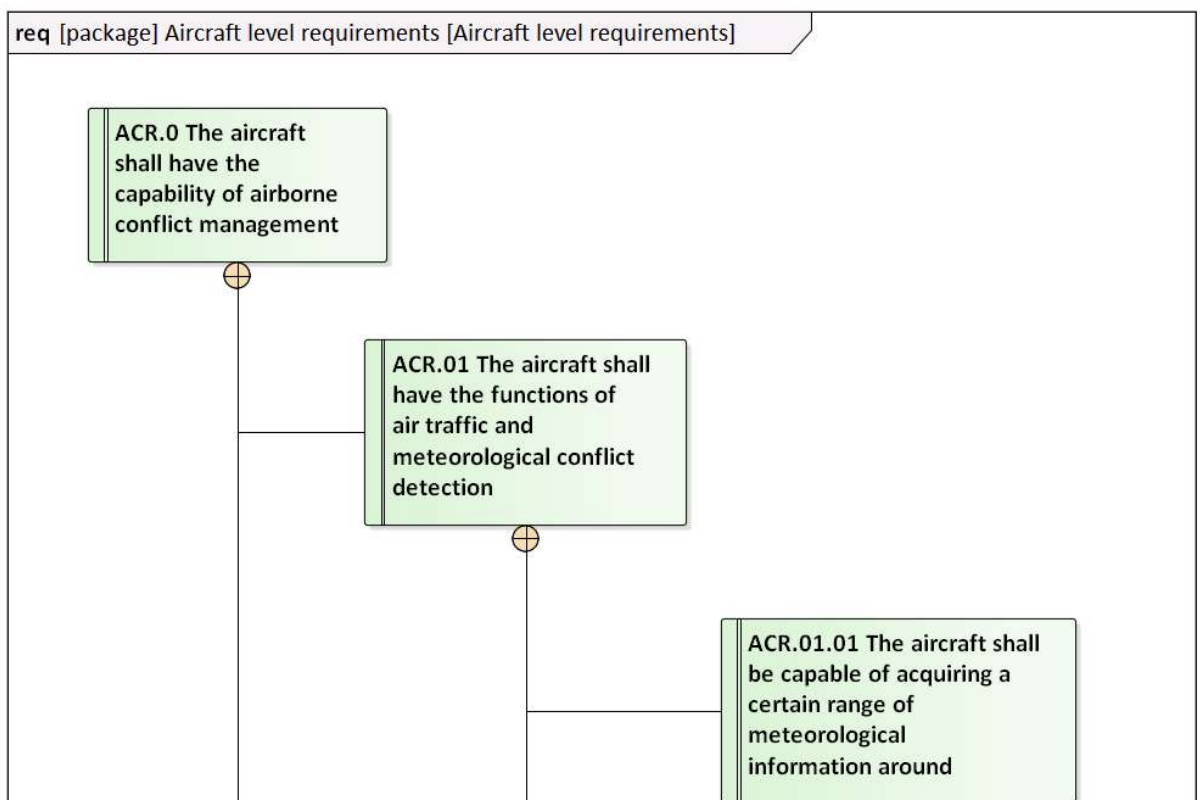 req [package] Aircraft level requirements [Aircraft level requirements]
ACR.0 The aircraft
shall have the
capability of airborne
conflict management
ACR.01 The aircraft shall
have the functions of
air traffic and
meteorological conflict
detection
ACR.01.01 The aircraft shall
be capable of acquiring a
certain range of
meteorological
information around